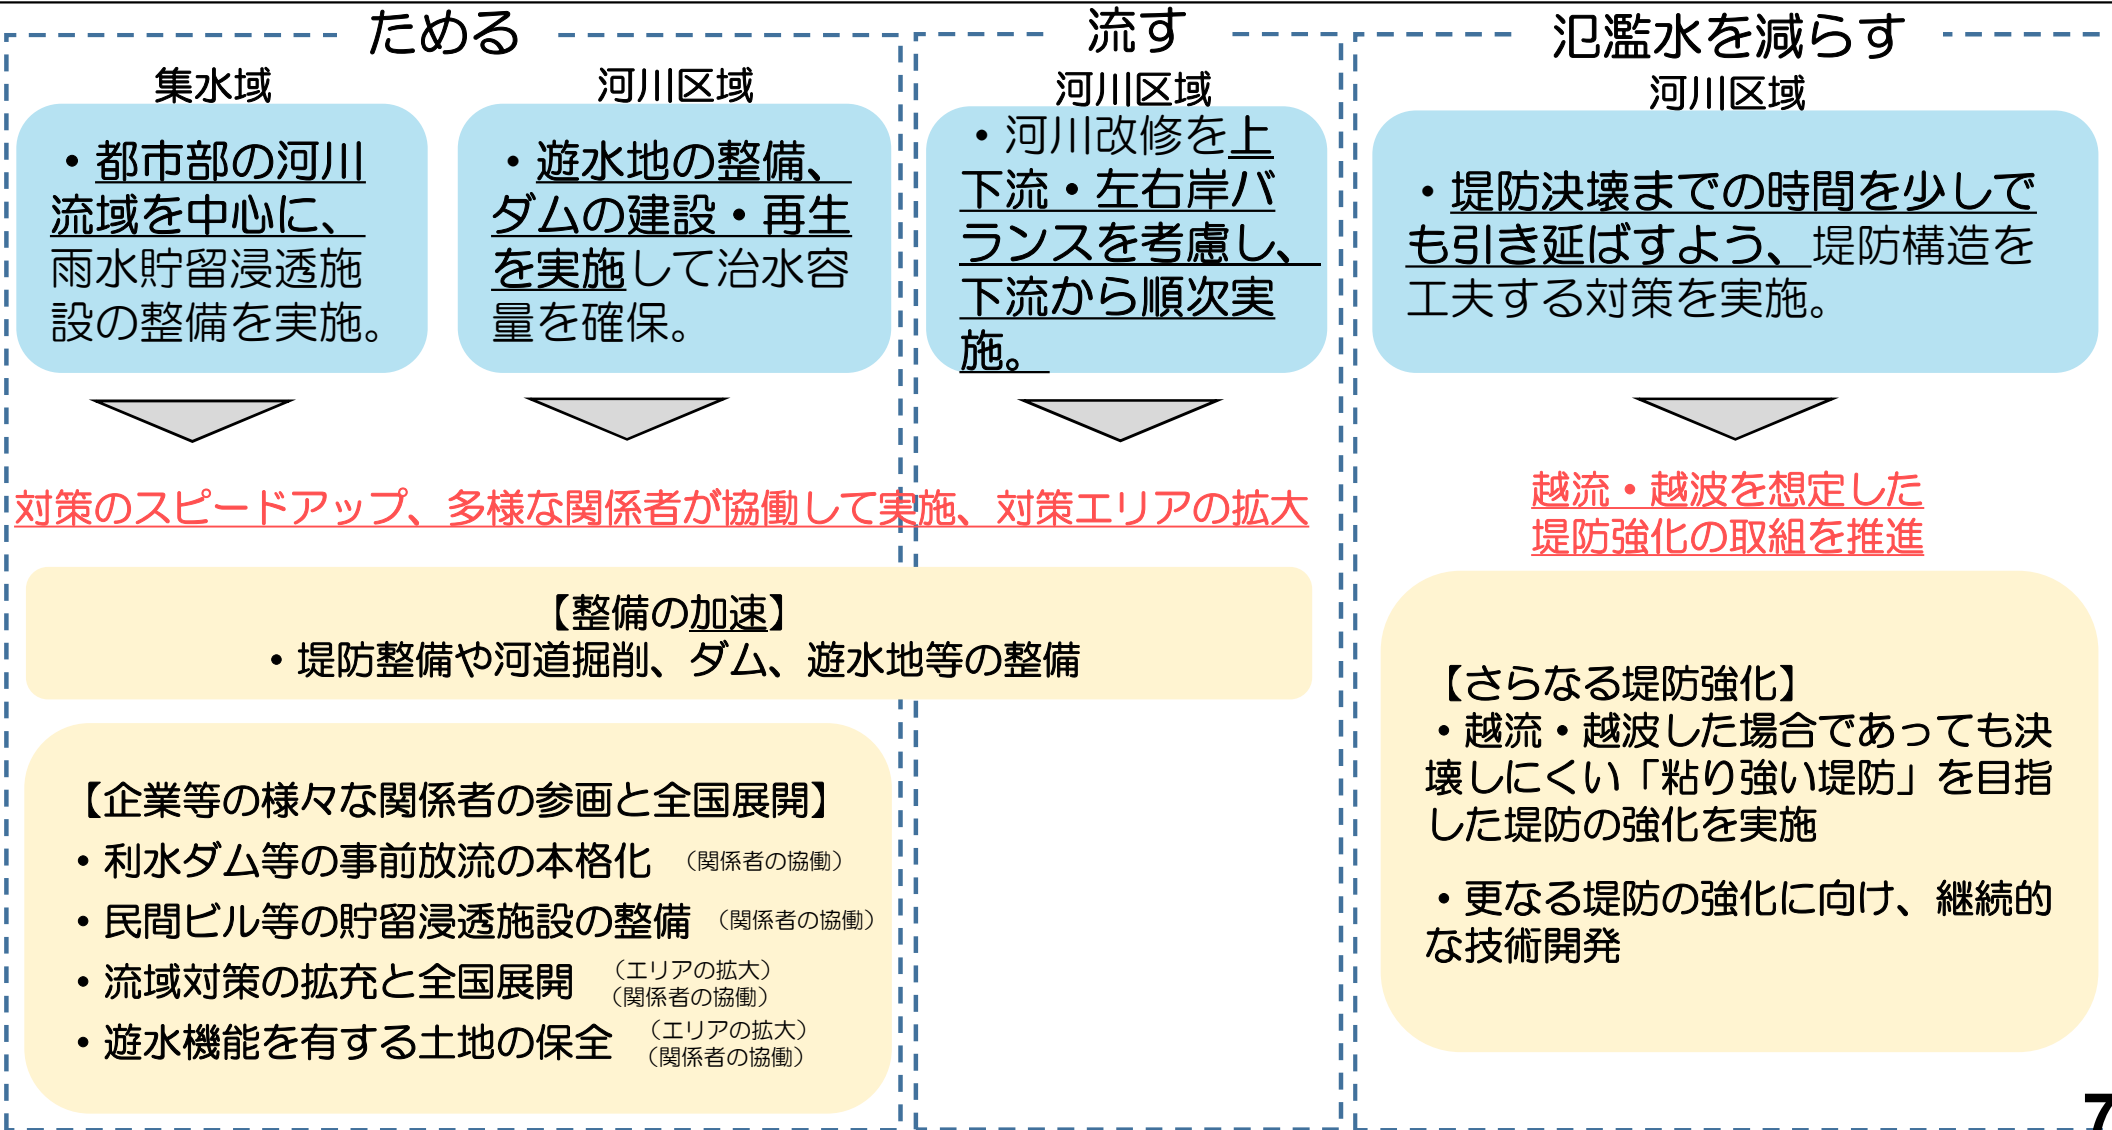 ためる
集水域
・都市部の河川
流域を中心に、
雨水貯留浸透施
設の整備を実施。
河川区域
・遊水地の整備、
ダムの建設・再生
を実施して治水容
量を確保。
流す
河川区域
・河川改修を上
下流・左右岸バ
ランスを考慮し、
下流から順次実
施。
氾濫水を減らす
河川区域
・堤防決壊までの時間を少しで
も引き延ばすよう、堤防構造を
工夫する対策を実施。
対策のスピードアップ、多様な関係者が協働して実施、対策エリアの拡大
【整備の加速】
・堤防整備や河道掘削、ダム、遊水地等の整備
【企業等の様々な関係者の参画と全国展開】
・利水ダム等の事前放流の本格化 （関係者の協働）
・民間ビル等の貯留浸透施設の整備 （関係者の協働）
・流域対策の拡充と全国展開 （エリアの拡大）
（関係者の協働）
・遊水機能を有する土地の保全 （エリアの拡大）
（関係者の協働）
越流・越波を想定した
堤防強化の取組を推進
【さらなる堤防強化】
・越流・越波した場合であっても決
壊しにくい「粘り強い堤防」を目指
した堤防の強化を実施
・更なる堤防の強化に向け、継続的
な技術開発
7